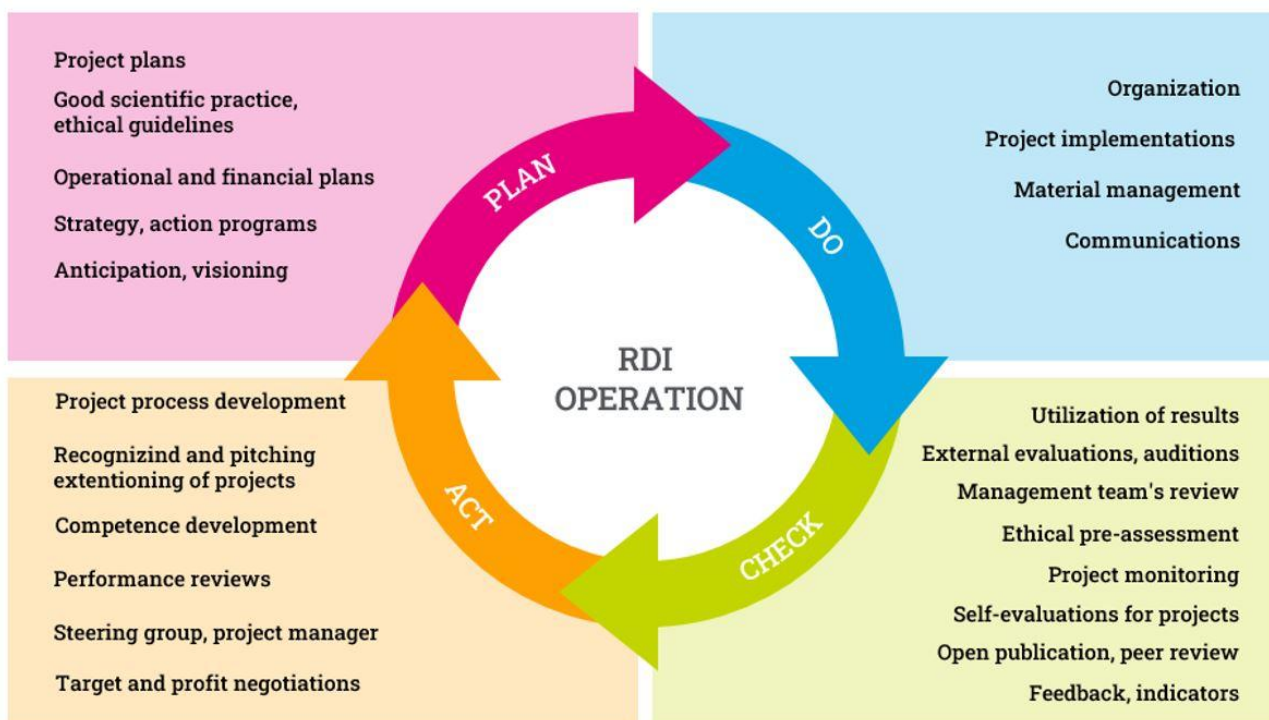 Project plans
Good scientific practice,
ethical guidelines
Operational and financial plans
Strategy, action programs
Anticipation, visioning
PLAN
Organization
Project implementations
Material management
Communications
DO
RDI
OPERATION
Project process development
Recognizind and pitching
extentioning of projects
Competence development
Performance reviews
Steering group, project manager
Target and profit negotiations
ACT
Utilization of results
External evaluations, auditions
Management team's review
Ethical pre-assessment
Project monitoring
Self-evaluations for projects
Open publication, peer review
Feedback, indicators
CHECK